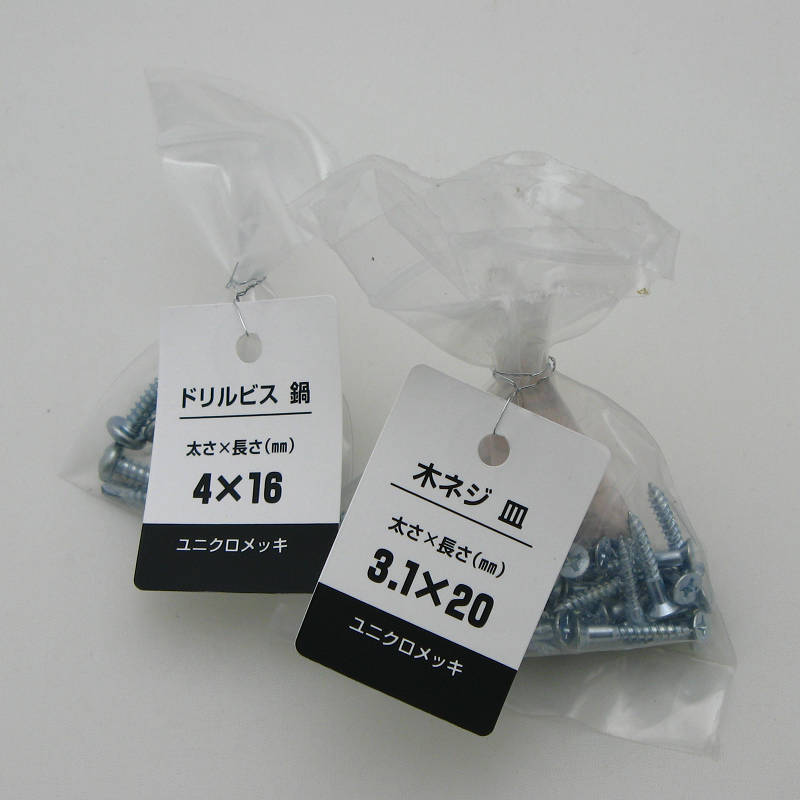 ドリルビス 鍋
太さ×長さ(㎜)
4×16
ユニクロメッキ
木ネジ 皿
太さ×長さ(㎜)
3.1×20
ユニクロメッキ